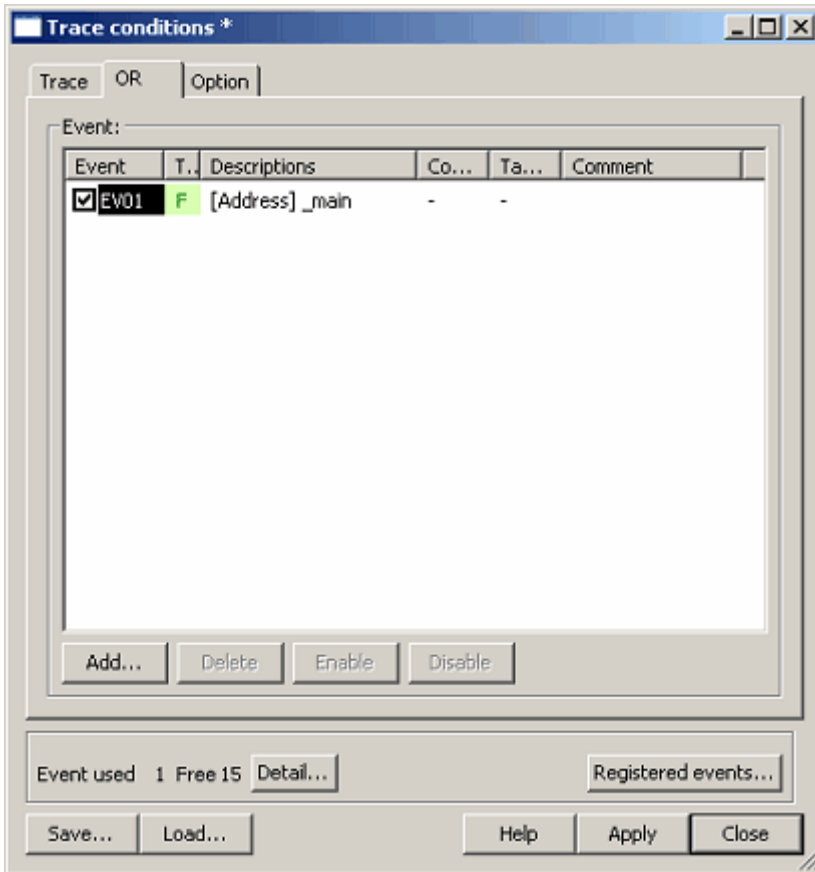 Trace conditions *
Trace OR Option
Event:
Event T.. Descriptions Co... Ta... Comment
EV01 F [Address] _main - -
Add... Delete Enable Disable
Event used 1 Free 15 Detail... Registered events...
Save... Load... Help Apply Close